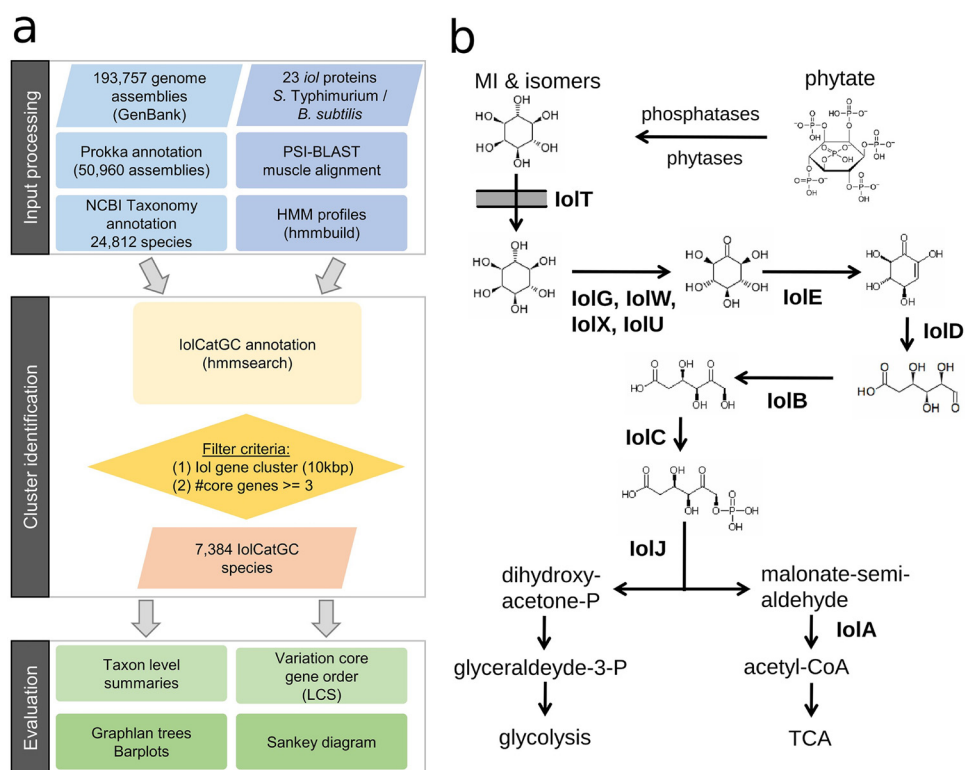 a
Input processing
193,757 genome
assemblies
(GenBank)
23 iol proteins
S. Typhimurium /
B. subtilis
Prokka annotation
(50,960 assemblies)
PSI-BLAST
muscle alignment
NCBI Taxonomy
annotation
24,812 species
HMM profiles
(hmmbuild)
Cluster identification
IolCatGC annotation
(hmmsearch)
Filter criteria:
(1) Iol gene cluster (10kbp)
(2) #core genes >= 3
7,384 IolCatGC
species
Evaluation
Taxon level
summaries
Variation core
gene order
(LCS)
Graphlan trees
Barplots
Sankey diagram
b
MI & isomers
phytate
phosphatases
phytases
IolT
IolG, IolW,
IolX, IolU
IolE
IolD
IolB
IolC
IolJ
dihydroxy-
acetone-P
malonate-semi-
aldehyde
IolA
glyceraldeyde-3-P
acetyl-CoA
glycolysis
TCA